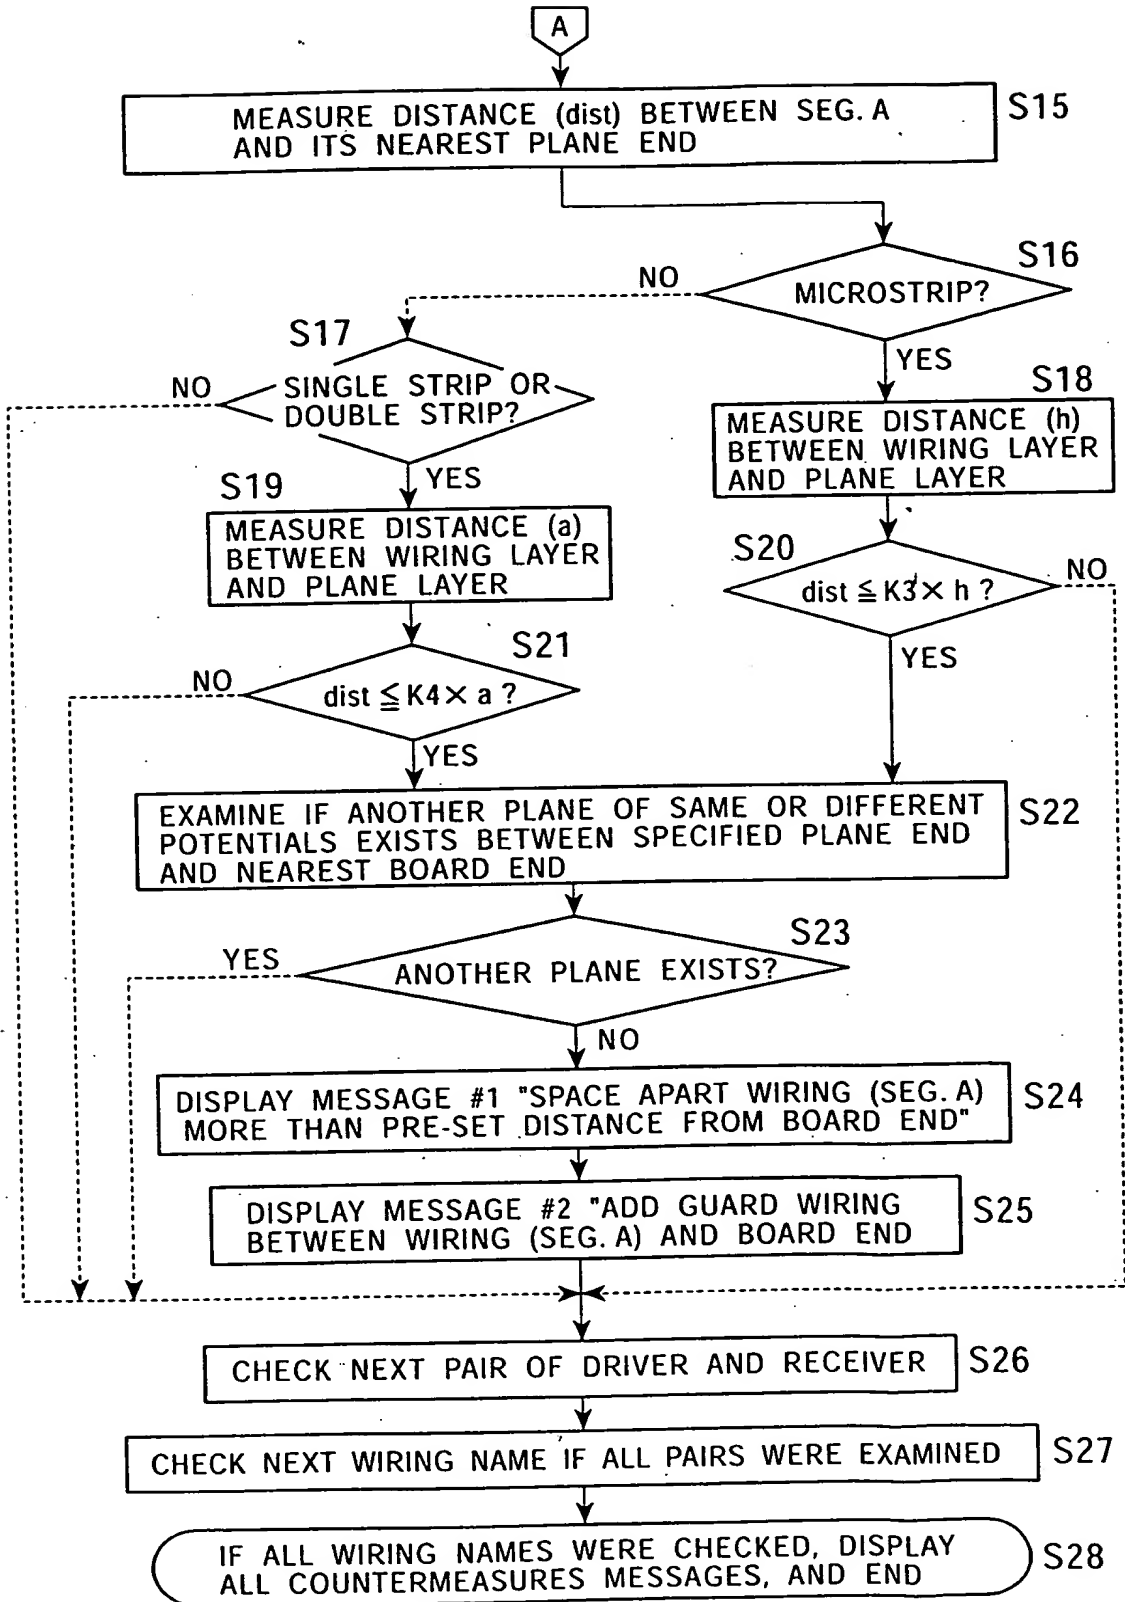 A
MEASURE DISTANCE (dist) BETWEEN SEG. A
AND ITS NEAREST PLANE END
S15
S16
MICROSTRIP?
NO
YES
S17
SINGLE STRIP OR
DOUBLE STRIP?
NO
YES
S18
MEASURE DISTANCE (h)
BETWEEN WIRING LAYER
AND PLANE LAYER
S19
MEASURE DISTANCE (a)
BETWEEN WIRING LAYER
AND PLANE LAYER
S20
dist ≦ K3 × h ?
NO
YES
S21
dist ≦ K4 × a ?
NO
YES
EXAMINE IF ANOTHER PLANE OF SAME OR DIFFERENT
POTENTIALS EXISTS BETWEEN SPECIFIED PLANE END
AND NEAREST BOARD END
S22
S23
ANOTHER PLANE EXISTS?
YES
NO
DISPLAY MESSAGE #1 "SPACE APART WIRING (SEG. A)
MORE THAN PRE-SET DISTANCE FROM BOARD END"
S24
DISPLAY MESSAGE #2 "ADD GUARD WIRING
BETWEEN WIRING (SEG. A) AND BOARD END
S25
CHECK NEXT PAIR OF DRIVER AND RECEIVER
S26
CHECK NEXT WIRING NAME IF ALL PAIRS WERE EXAMINED
S27
IF ALL WIRING NAMES WERE CHECKED, DISPLAY
ALL COUNTERMEASURES MESSAGES, AND END
S28